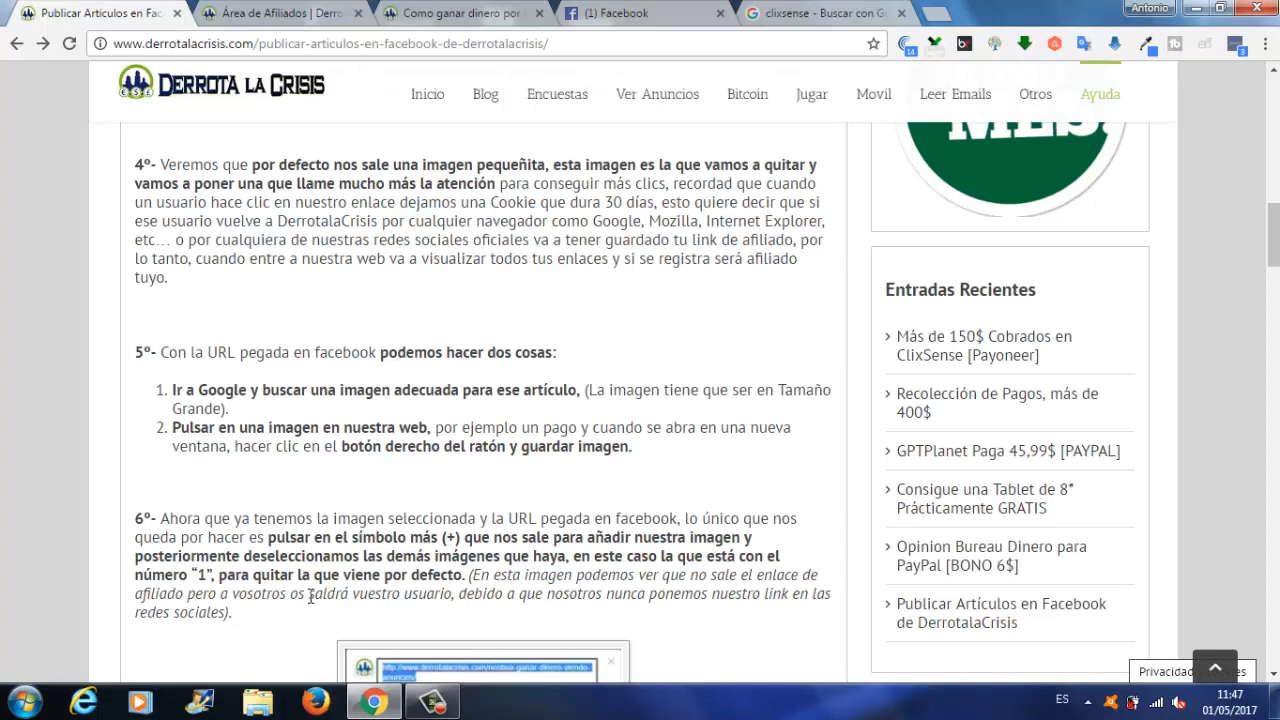 Publicar Artículos en Fac
Área de Afiliados | Derro
Como ganar dinero por
(1) Facebook
clixsense - Buscar con Go
Antonio
www.derrotalacrisis.com/publicar-articulos-en-facebook-de-derrotalacrisis/
14
3
DERROTA LA CRISIS
Inicio
Blog
Encuestas
Ver Anuncios
Bitcoin
Jugar
Movil
Leer Emails
Otros
Ayuda
4º- Veremos que por defecto nos sale una imagen pequeñita, esta imagen es la que vamos a quitar y
vamos a poner una que llame mucho más la atención para conseguir más clics, recordad que cuando
un usuario hace clic en nuestro enlace dejamos una Cookie que dura 30 días, esto quiere decir que si
ese usuario vuelve a DerrotalaCrisis por cualquier navegador como Google, Mozilla, Internet Explorer,
etc… o por cualquiera de nuestras redes sociales oficiales va a tener guardado tu link de afiliado, por
lo tanto, cuando entre a nuestra web va a visualizar todos tus enlaces y si se registra será afiliado
tuyo.
5º- Con la URL pegada en facebook podemos hacer dos cosas:
1. Ir a Google y buscar una imagen adecuada para ese artículo, (La imagen tiene que ser en Tamaño
Grande).
2. Pulsar en una imagen en nuestra web, por ejemplo un pago y cuando se abra en una nueva
ventana, hacer clic en el botón derecho del ratón y guardar imagen.
6º- Ahora que ya tenemos la imagen seleccionada y la URL pegada en facebook, lo único que nos
queda por hacer es pulsar en el símbolo más (+) que nos sale para añadir nuestra imagen y
posteriormente deseleccionamos las demás imágenes que haya, en este caso la que está con el
número “1”, para quitar la que viene por defecto. (En esta imagen podemos ver que no sale el enlace de
afiliado pero a vosotros os saldrá vuestro usuario, debido a que nosotros nunca ponemos nuestro link en las
redes sociales).
http://www.derrotalacrisis.com/neobux-ganar-dinero-viendo-
anuncios/
Entradas Recientes
Más de 150$ Cobrados en
ClixSense [Payoneer]
Recolección de Pagos, más de
400$
GPTPlanet Paga 45,99$ [PAYPAL]
Consigue una Tablet de 8″
Prácticamente GRATIS
Opinion Bureau Dinero para
PayPal [BONO 6$]
Publicar Artículos en Facebook
de DerrotalaCrisis
Privacidad y cookies
ES
11:47
01/05/2017